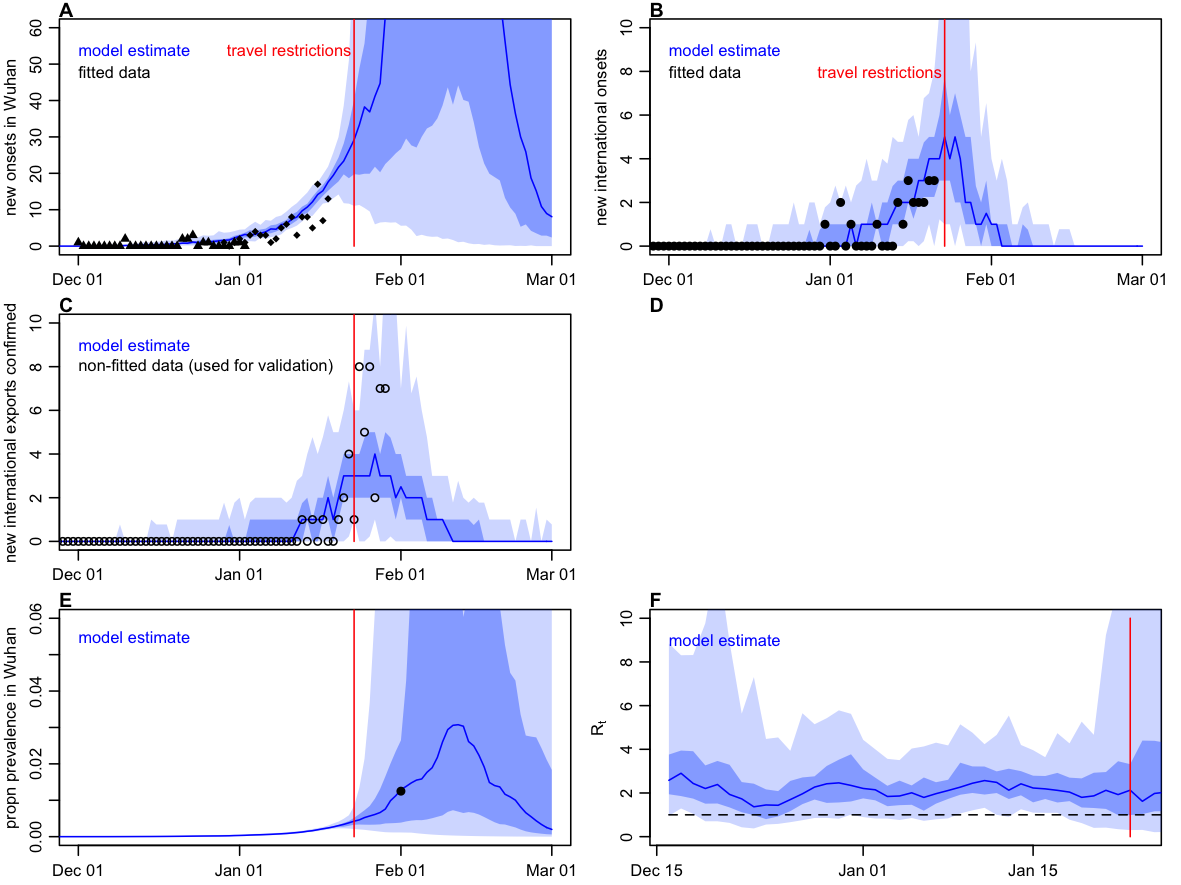 A
new onsets in Wuhan
60
50
40
30
20
10
0
model estimate
fitted data
travel restrictions
Dec 01
Jan 01
Feb 01
Mar 01
B
new international onsets
10
8
6
4
2
0
model estimate
fitted data
travel restrictions
Dec 01
Jan 01
Feb 01
Mar 01
C
new international exports confirmed
10
8
6
4
2
0
model estimate
non-fitted data (used for validation)
Dec 01
Jan 01
Feb 01
Mar 01
D
E
propn prevalence in Wuhan
0.06
0.04
0.02
0.00
model estimate
Dec 01
Jan 01
Feb 01
Mar 01
F
Rt
10
8
6
4
2
0
model estimate
Dec 15
Jan 01
Jan 15